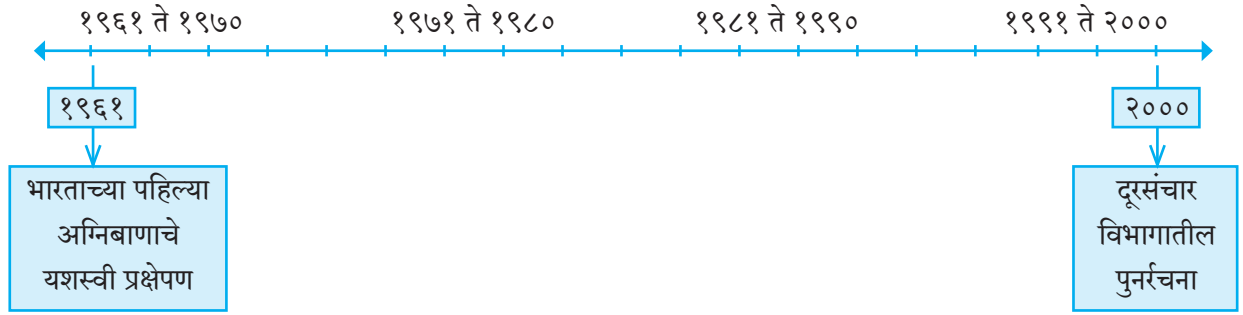 १९६१ ते १९७० १९७१ ते १९८० १९८१ ते १९९० १९९१ ते २०००
१९६१
२०००
भारताच्या पहिल्या
अग्निबाणाचे
यशस्वी प्रक्षेपण
दूरसंचार
विभागातील
पुनर्रचना